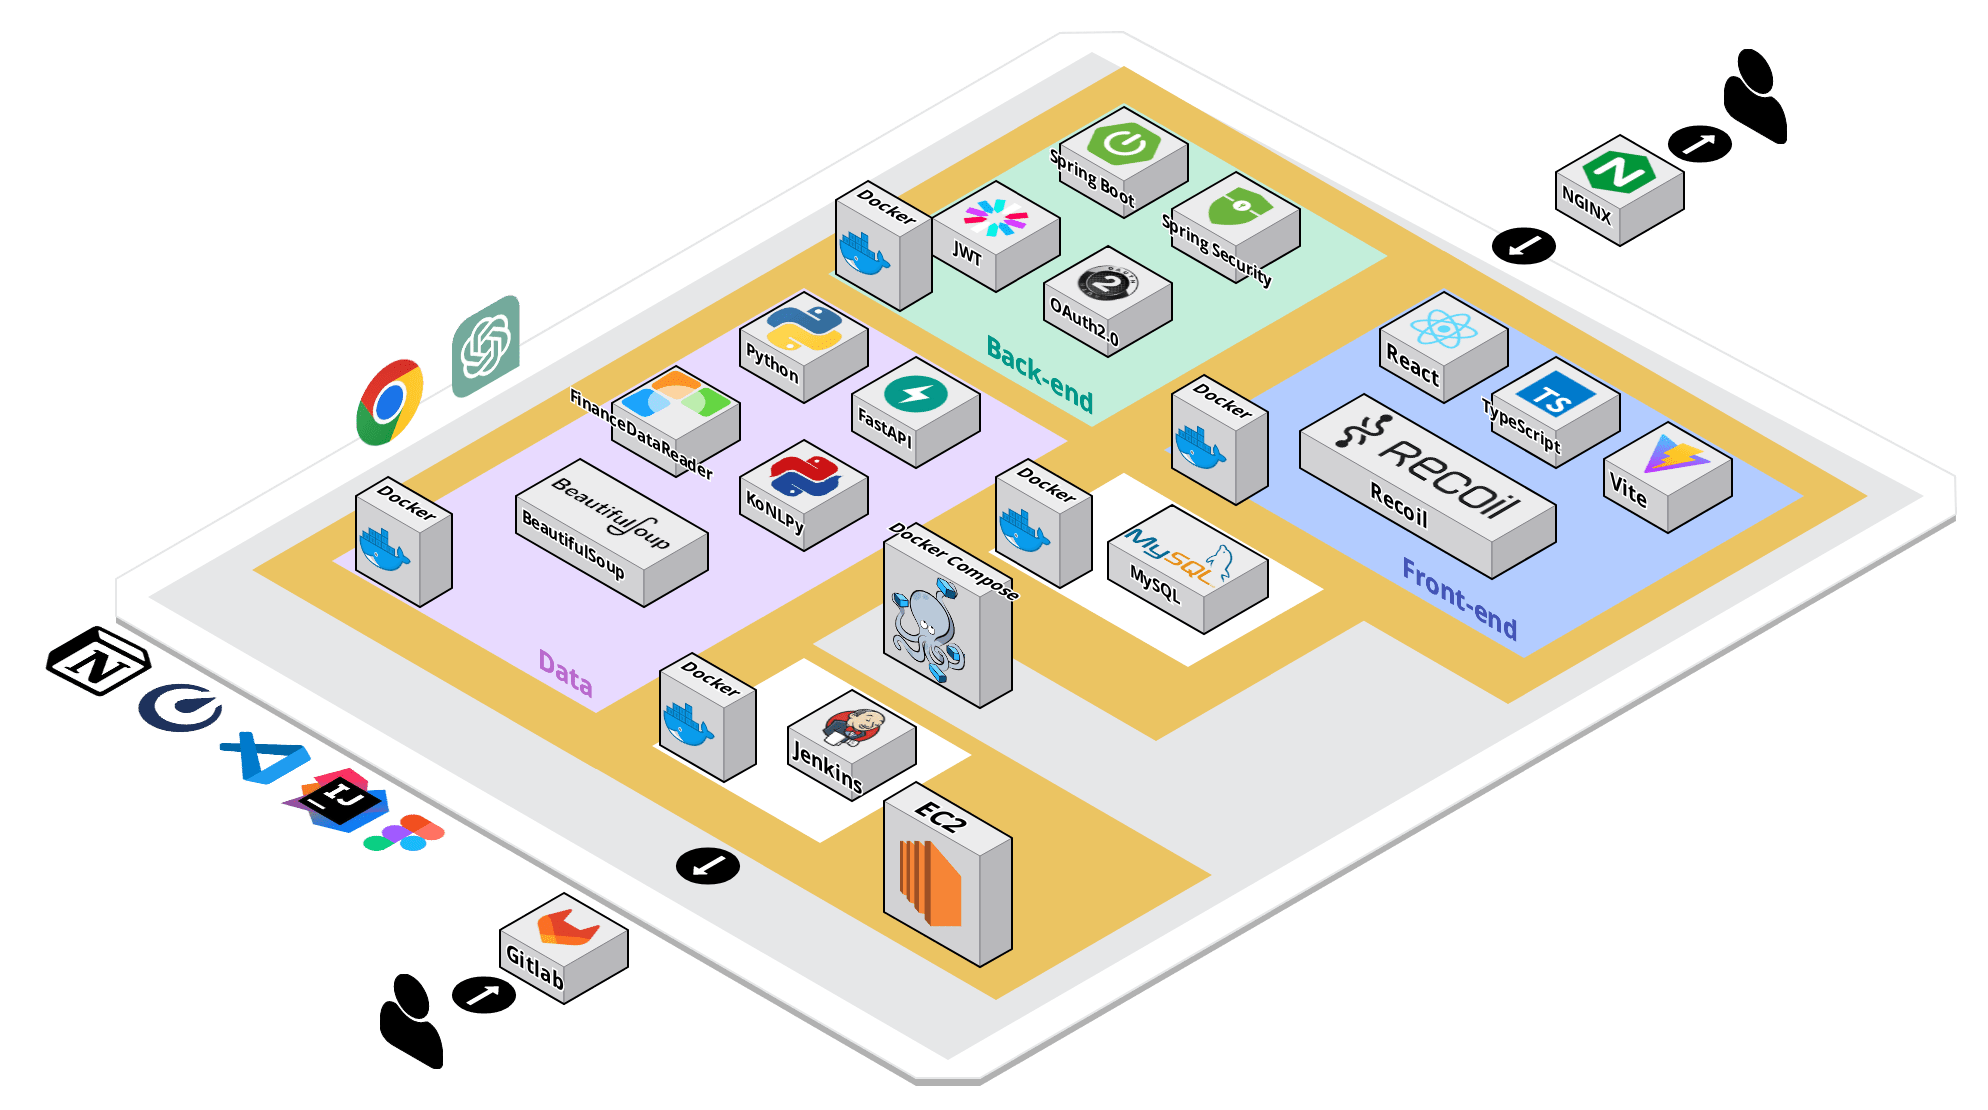 Spring Boot
Docker
JWT
Spring Security
OAuth2.0
Back-end
NGINX
Python
FinanceDataReader
FastAPI
KoNLPy
Docker
BeautifulSoup
BeautifulSoup
Data
React
Docker
TypeScript
TS
RECOIL
Recoil
Vite
Front-end
Docker
MySQL
MySQL
Docker Compose
Docker
Jenkins
EC2
IJ
Gitlab